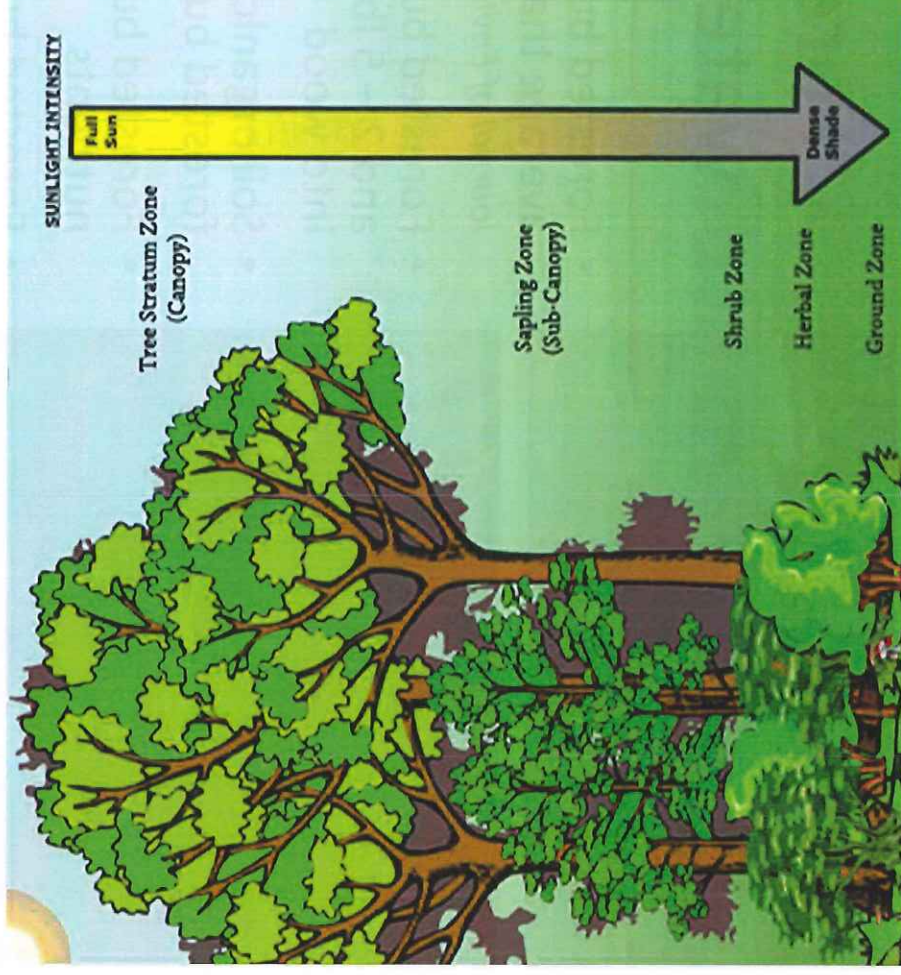 SUNLIGHT INTENSITY
Full
Sun
Tree Stratum Zone
(Canopy)
Sapling Zone
(Sub-Canopy)
Shrub Zone
Herbal Zone
Dense
Shade
Ground Zone